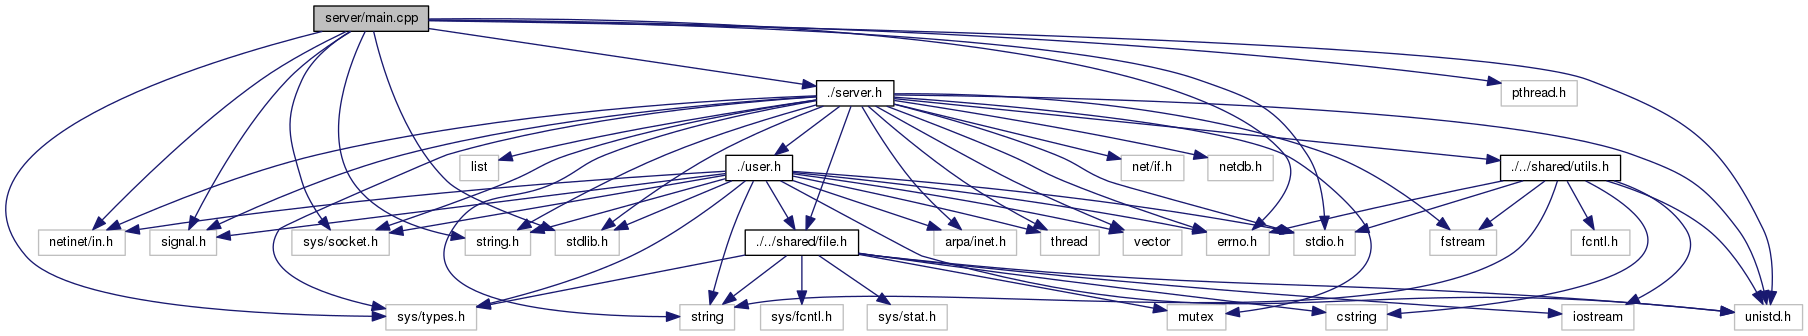 server/main.cpp
./server.h
pthread.h
list
./user.h
net/if.h
netdb.h
./../shared/utils.h
netinet/in.h
signal.h
sys/socket.h
string.h
stdlib.h
./../shared/file.h
arpa/inet.h
thread
vector
errno.h
stdio.h
fstream
fcntl.h
sys/types.h
string
sys/fcntl.h
sys/stat.h
mutex
cstring
iostream
unistd.h